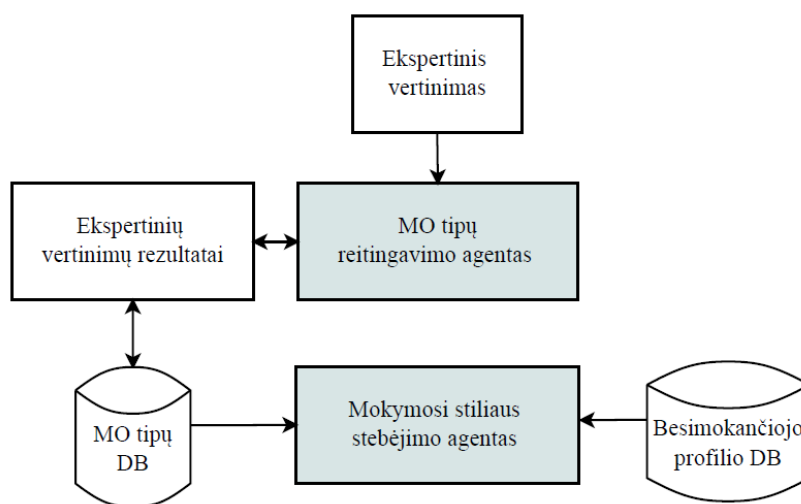 Ekspertinis
vertinimas
Ekspertinių
vertinimų rezultatai
MO tipų
reitingavimo agentas
MO tipų
DB
Mokymosi stiliaus
stebėjimo agentas
Besimokančiojo
profilio DB